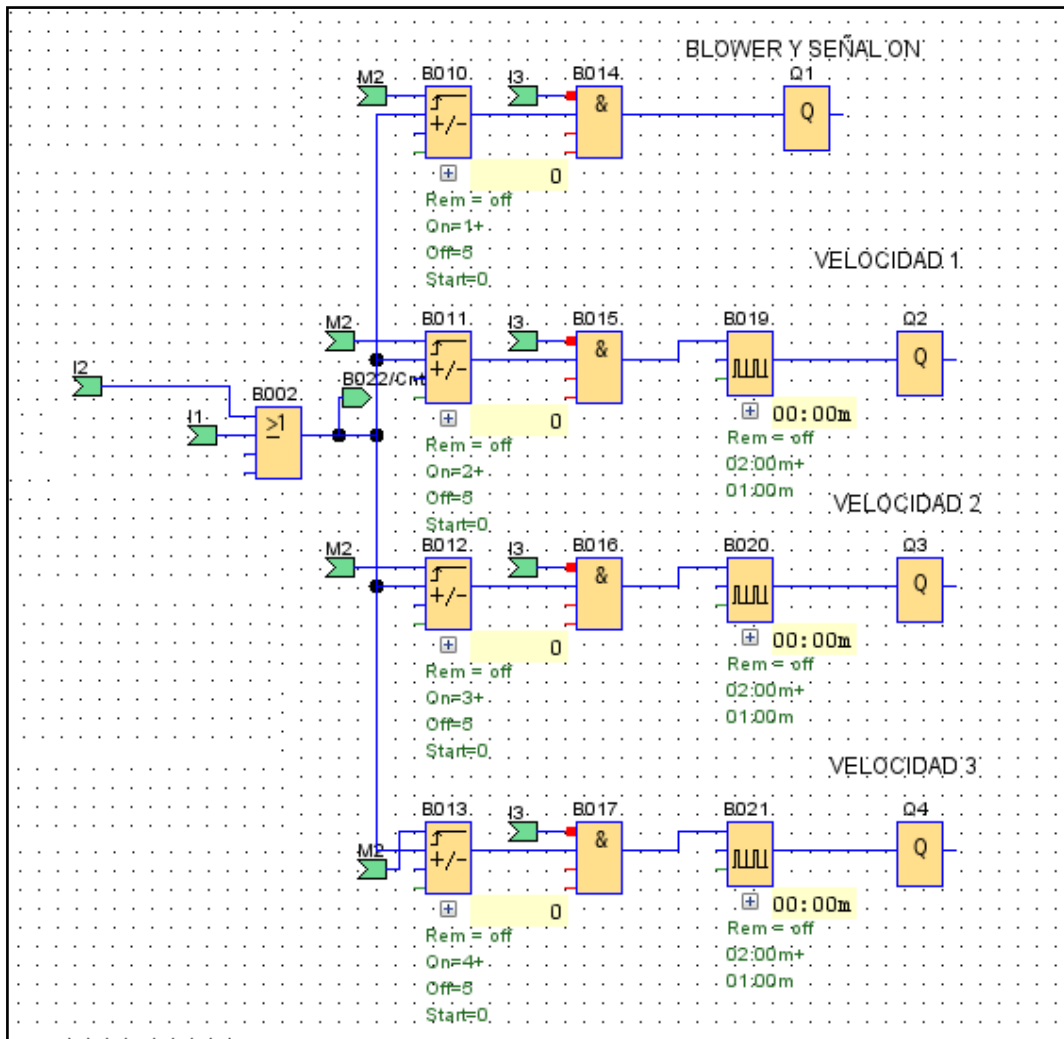 BLOWER Y SEÑAL ON
M2 B010 I3 B014 Q1
+/- & Q
0
Rem = off
On=1+
Off=5
Start=0
VELOCIDAD 1
M2 B011 I3 B015 B019 Q2
+/- & Q
0
Rem = off
On=2+
Off=5
Start=0
00:00m
Rem = off
02:00m+
01:00m
I2
I1
B002
≥1
B022/Cnt
VELOCIDAD 2
M2 B012 I3 B016 B020 Q3
+/- & Q
0
Rem = off
On=3+
Off=5
Start=0
00:00m
Rem = off
02:00m+
01:00m
VELOCIDAD 3
M2 B013 I3 B017 B021 Q4
+/- & Q
0
Rem = off
On=4+
Off=5
Start=0
00:00m
Rem = off
02:00m+
01:00m